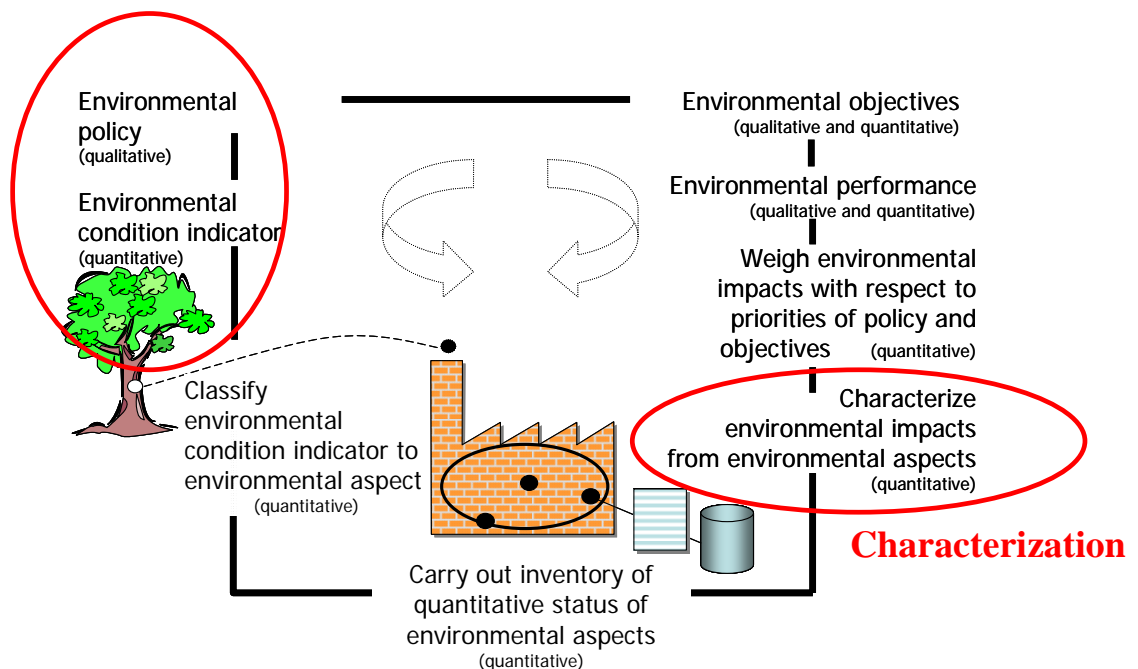 Environmental
policy
(qualitative)
Environmental
condition indicator
(quantitative)
Classify
environmental
condition indicator to
environmental aspect
(quantitative)
Carry out inventory of
quantitative status of
environmental aspects
(quantitative)
Environmental objectives
(qualitative and quantitative)
Environmental performance
(qualitative and quantitative)
Weigh environmental
impacts with respect to
priorities of policy and
objectives (quantitative)
Characterize
environmental impacts
from environmental aspects
(quantitative)
Characterization